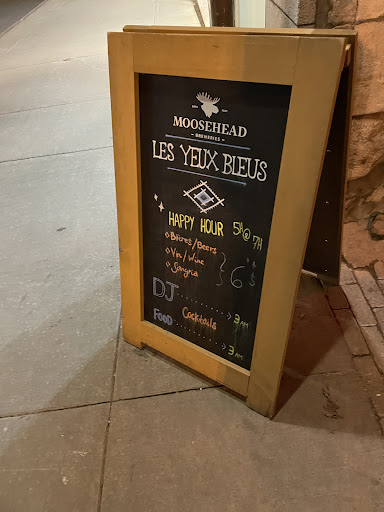 MOOSEHEAD
BREWERIES
LES YEUX BLEUS
HAPPY HOUR 5h@ 7H
Bières/Beers
Vin/Wine
Sangria
6$
DJ
Cocktails
3AM
FOOD
3AM